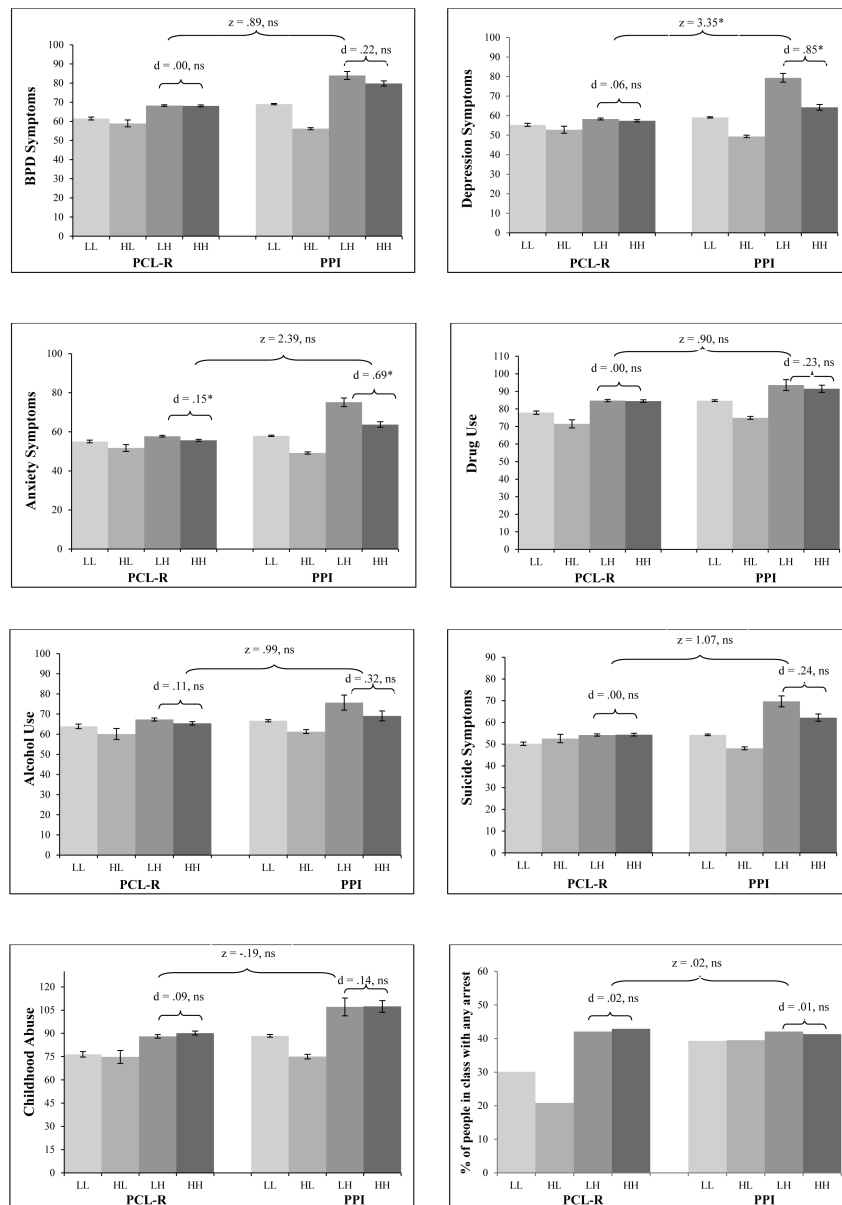 z = .89, ns
d = .00, ns
d = .22, ns
BPD Symptoms
100
90
80
70
60
50
40
30
20
10
0
LL HL LH HH LL HL LH HH
PCL-R PPI
z = 3.35*
d = .06, ns
d = .85*
Depression Symptoms
100
90
80
70
60
50
40
30
20
10
0
LL HL LH HH LL HL LH HH
PCL-R PPI
z = 2.39, ns
d = .15*
d = .69*
Anxiety Symptoms
100
80
60
40
20
0
LL HL LH HH LL HL LH HH
PCL-R PPI
z = .90, ns
d = .00, ns
d = .23, ns
Drug Use
110
100
90
80
70
60
50
40
30
20
10
0
LL HL LH HH LL HL LH HH
PCL-R PPI
z = .99, ns
d = .11, ns
d = .32, ns
Alcohol Use
100
90
80
70
60
50
40
30
20
10
0
LL HL LH HH LL HL LH HH
PCL-R PPI
z = 1.07, ns
d = .00, ns
d = .24, ns
Suicide Symptoms
90
80
70
60
50
40
30
20
10
0
LL HL LH HH LL HL LH HH
PCL-R PPI
z = -.19, ns
d = .09, ns
d = .14, ns
Childhood Abuse
120
105
90
75
60
45
30
15
0
LL HL LH HH LL HL LH HH
PCL-R PPI
z = .02, ns
d = .02, ns
d = .01, ns
% of people in class with any arrest
60
50
40
30
20
10
0
LL HL LH HH LL HL LH HH
PCL-R PPI